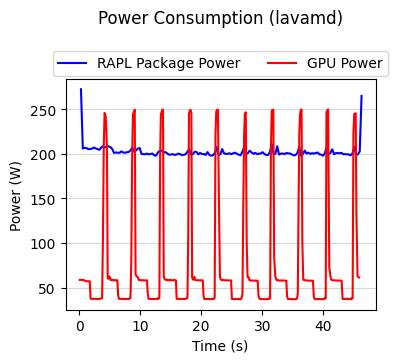 Power Consumption (lavamd)
RAPL Package Power GPU Power
250
200
150
100
50
Power (W)
0 10 20 30 40
Time (s)